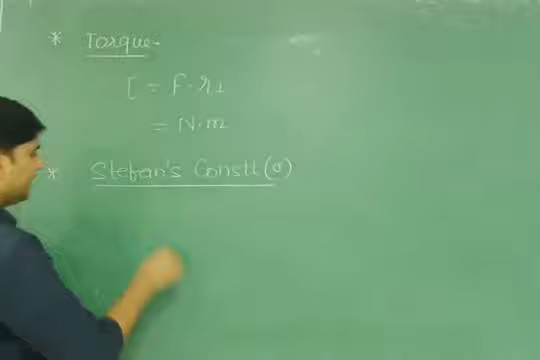 * Torque-
τ = F·r⊥
= N·m
* Stefan's Constt (σ)